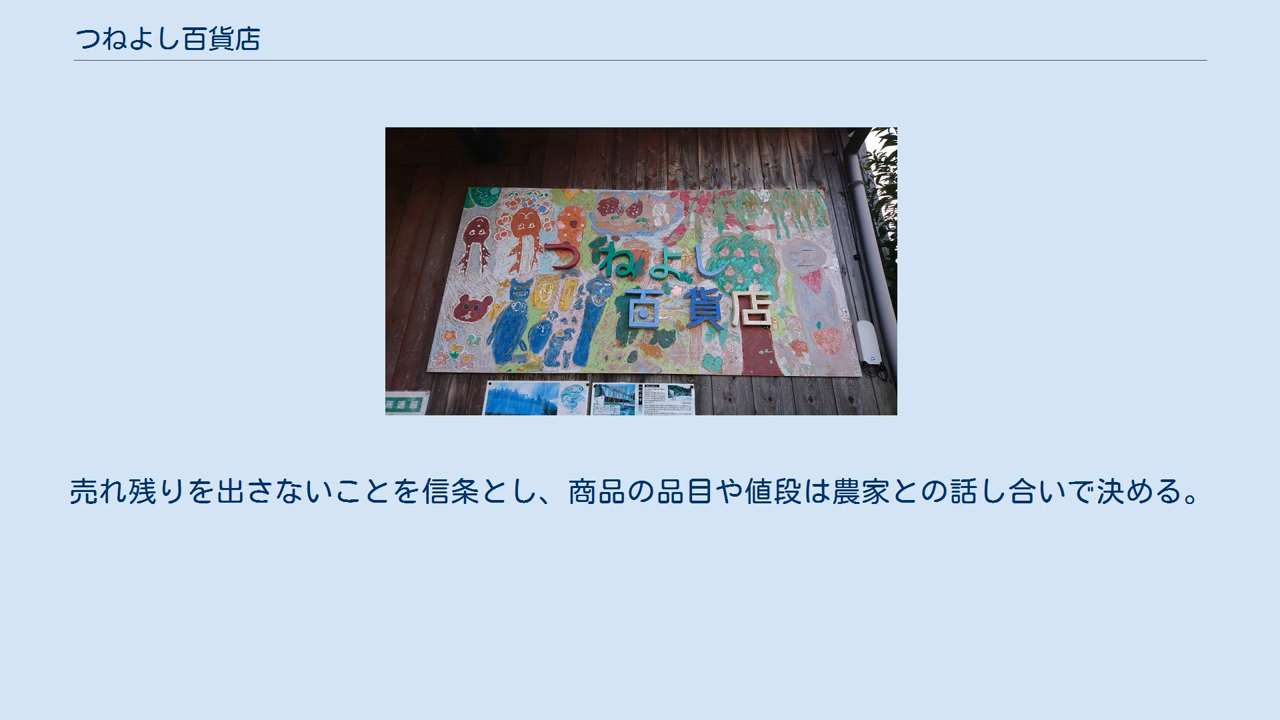 つねよし百貨店
つねよし
百貨店
売れ残りを出さないことを信条とし、商品の品目や値段は農家との話し合いで決める。